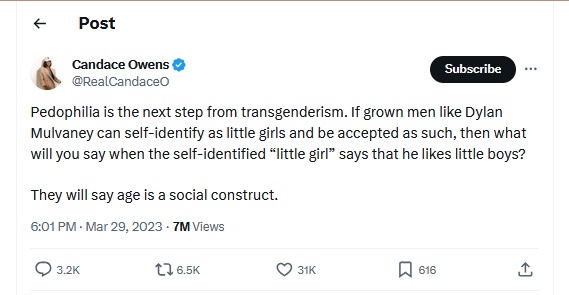 Post
Candace Owens
@RealCandaceO
Subscribe
Pedophilia is the next step from transgenderism. If grown men like Dylan
Mulvaney can self-identify as little girls and be accepted as such, then what
will you say when the self-identified “little girl” says that he likes little boys?
They will say age is a social construct.
6:01 PM · Mar 29, 2023 · 7M Views
3.2K 6.5K 31K 616